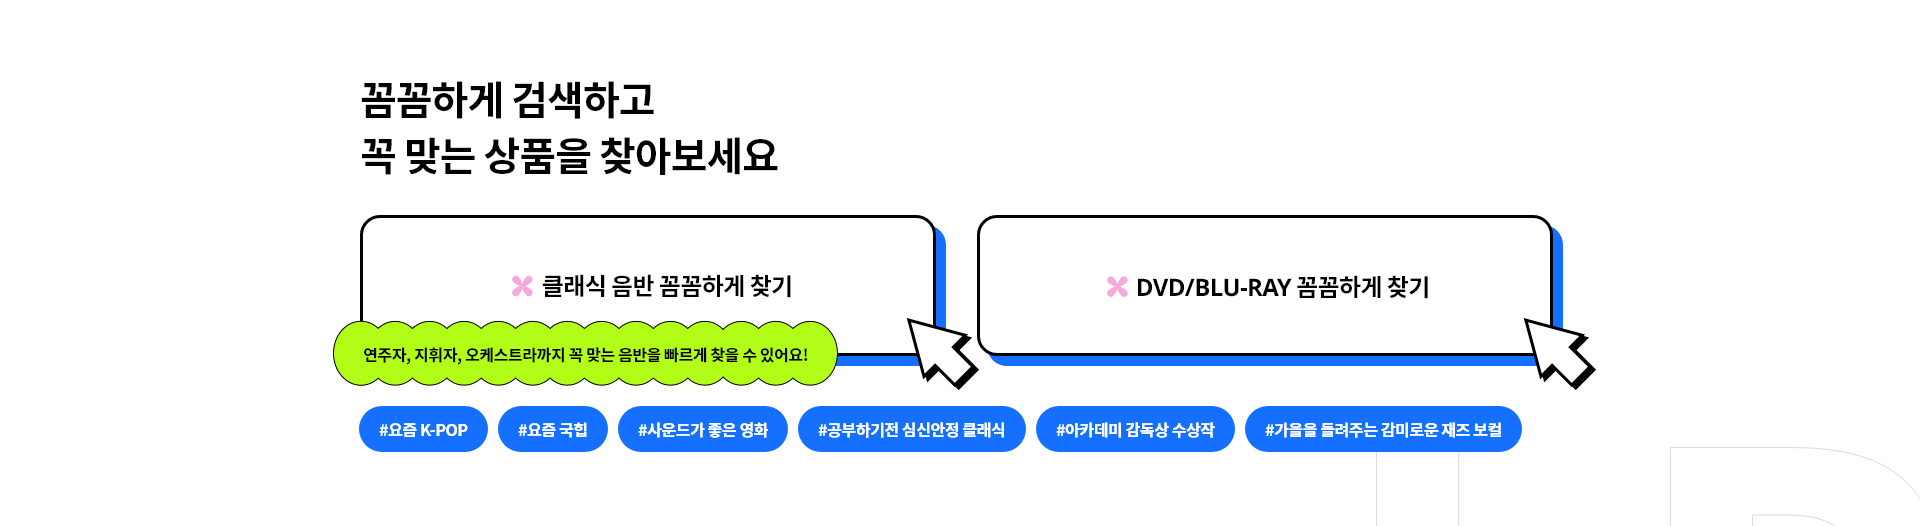 꼼꼼하게 검색하고
꼭 맞는 상품을 찾아보세요
클래식 음반 꼼꼼하게 찾기
DVD/BLU-RAY 꼼꼼하게 찾기
연주자, 지휘자, 오케스트라까지 꼭 맞는 음반을 빠르게 찾을 수 있어요!
#요즘 K-POP
#요즘 국힙
#사운드가 좋은 영화
#공부하기전 심신안정 클래식
#아카데미 감독상 수상작
#가을을 돌려주는 감미로운 재즈 보컬